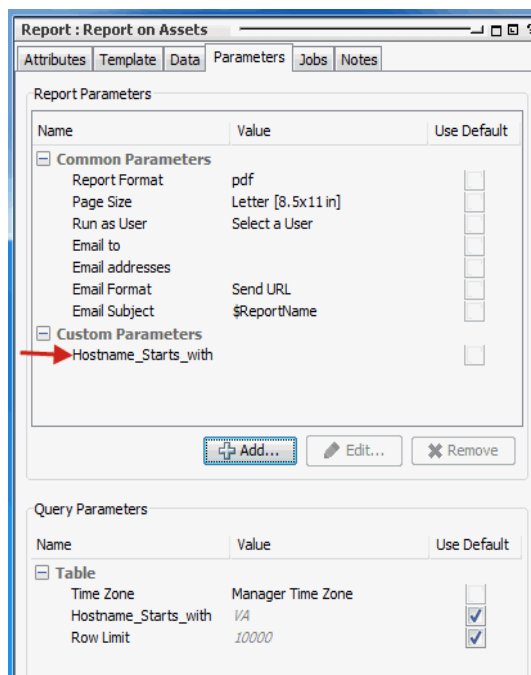 Report : Report on Assets
Attributes Template Data Parameters Jobs Notes
Report Parameters
Name Value Use Default
Common Parameters
Report Format pdf
Page Size Letter [8.5x11 in]
Run as User Select a User
Email to
Email addresses
Email Format Send URL
Email Subject $ReportName
Custom Parameters
Hostname_Starts_with
Add... Edit... Remove
Query Parameters
Name Value Use Default
Table
Time Zone Manager Time Zone
Hostname_Starts_with VA
Row Limit 10000